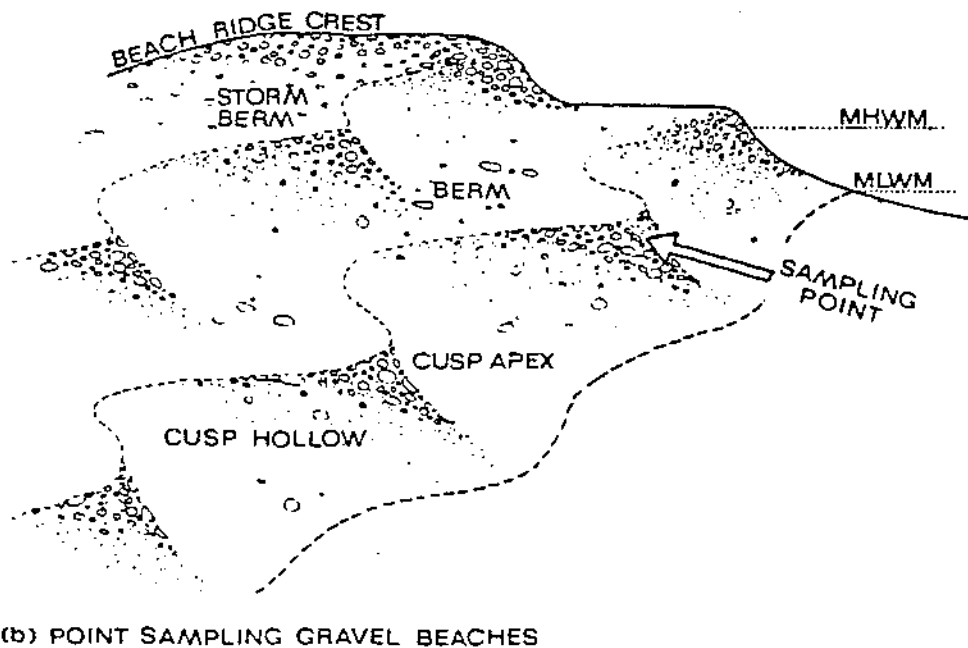 BEACH RIDGE CREST
-STORM
BERM-
MHWM
MLWM
BERM
SAMPLING
POINT
CUSP APEX
CUSP HOLLOW
(b) POINT SAMPLING GRAVEL BEACHES